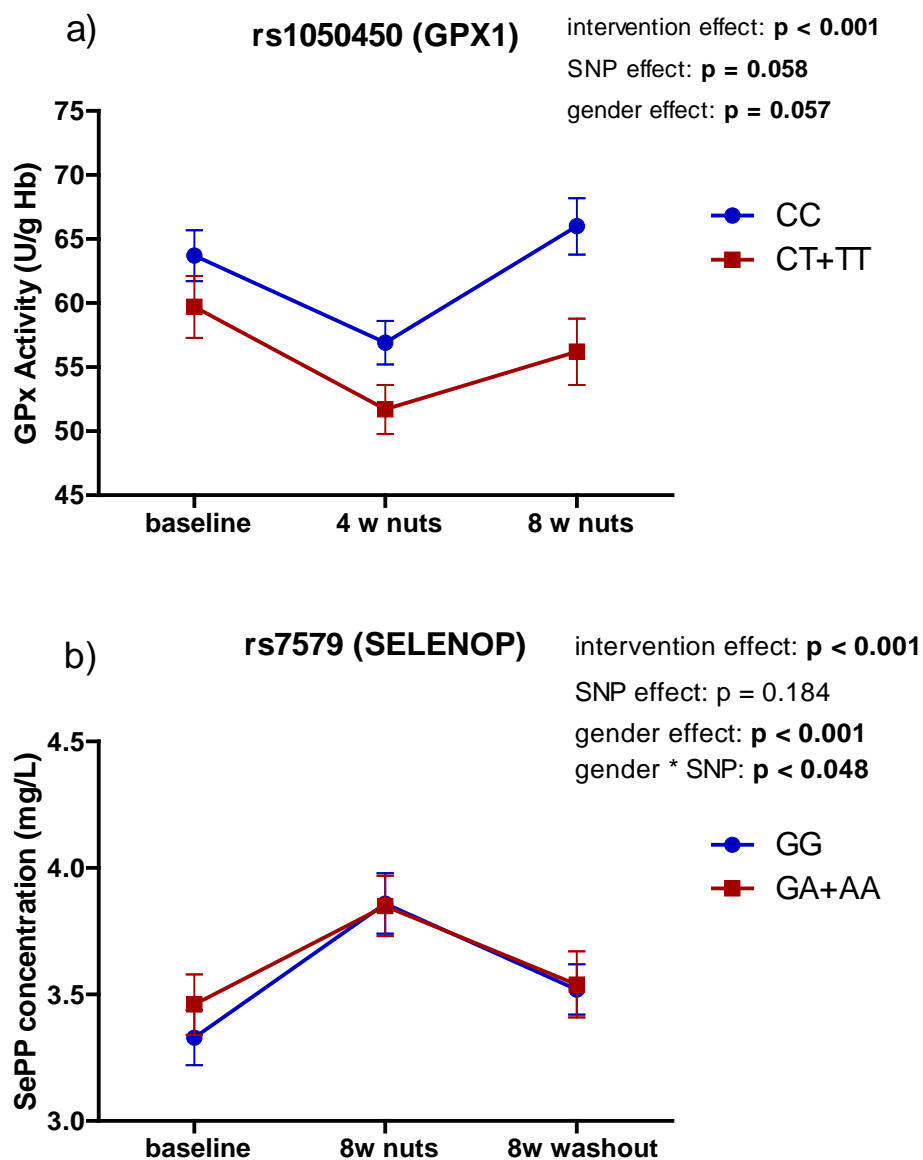 a)
rs1050450 (GPX1)
intervention effect: p < 0.001
SNP effect: p = 0.058
gender effect: p = 0.057
GPx Activity (U/g Hb)
75
70
65
60
55
50
45
baseline
4 w nuts
8 w nuts
CC
CT+TT
b)
rs7579 (SELENOP)
intervention effect: p < 0.001
SNP effect: p = 0.184
gender effect: p < 0.001
gender * SNP: p < 0.048
SePP concentration (mg/L)
4.5
4.0
3.5
3.0
baseline
8w nuts
8w washout
GG
GA+AA